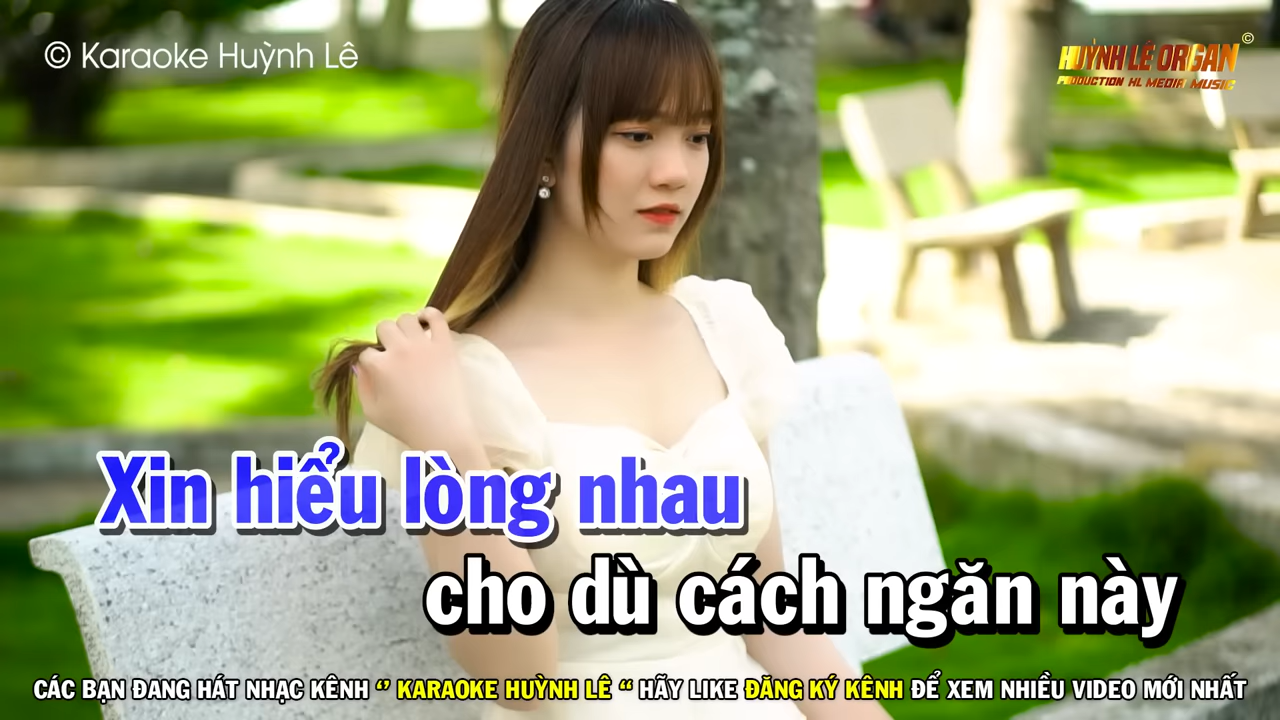 © Karaoke Huỳnh Lê
HUỲNH LÊ ORGAN ©
PRODUCTION HL MEDIA MUSIC
Xin hiểu lòng nhau
cho dù cách ngăn này
CÁC BẠN ĐANG HÁT NHẠC KÊNH ‘’ KARAOKE HUỲNH LÊ “ HÃY LIKE ĐĂNG KÝ KÊNH ĐỂ XEM NHIỀU VIDEO MỚI NHẤT